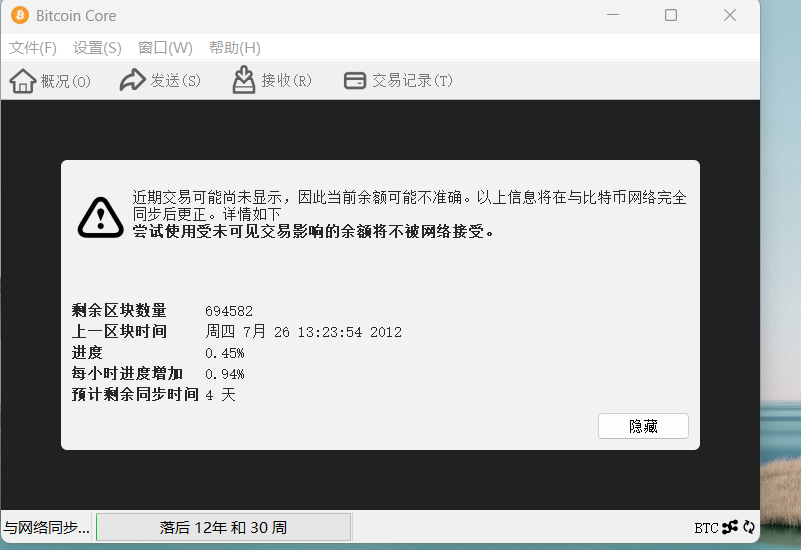 Bitcoin Core
文件(F) 设置(S) 窗口(W) 帮助(H)
概况(O) 发送(S) 接收(R) 交易记录(T)
近期交易可能尚未显示，因此当前余额可能不准确。以上信息将在与比特币网络完全
同步后更正。详情如下
尝试使用受未可见交易影响的余额将不被网络接受。
剩余区块数量 694582
上一区块时间 周四 7月 26 13:23:54 2012
进度 0.45%
每小时进度增加 0.94%
预计剩余同步时间 4 天
隐藏
与网络同步... 落后 12年 和 30 周 BTC